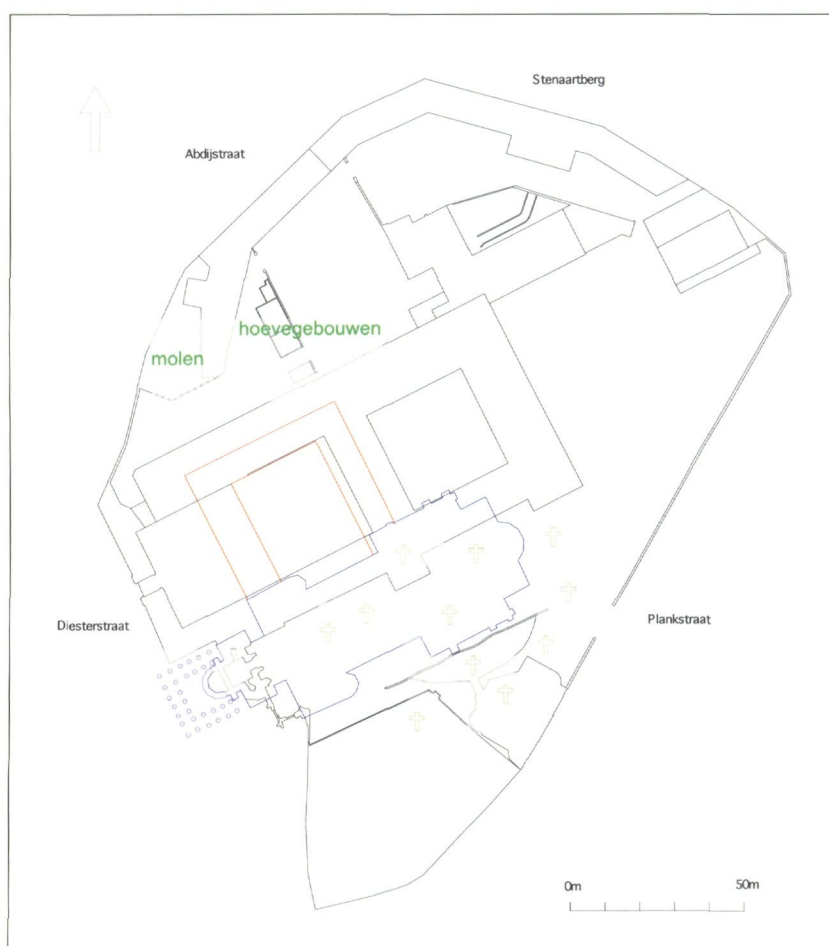 Stenaartberg
Abdijstraat
hoevegebouwen
molen
Diesterstraat
Plankstraat
0m 50m